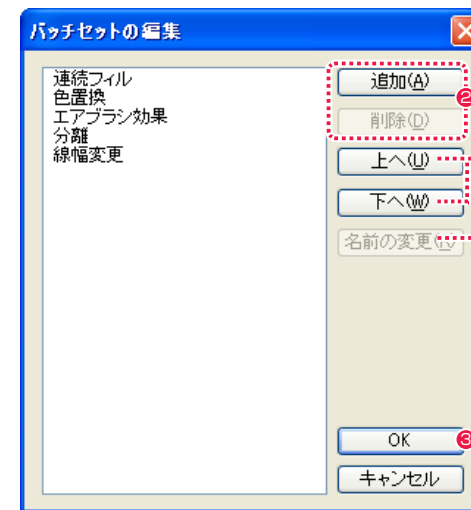 バッチセットの編集
連続フィル
色置換
エアブラシ効果
分離
線幅変更
追加(A)
❷
削除(D)
上へ(U)
下へ(W)
名前の変更(N)
OK
❸
キャンセル